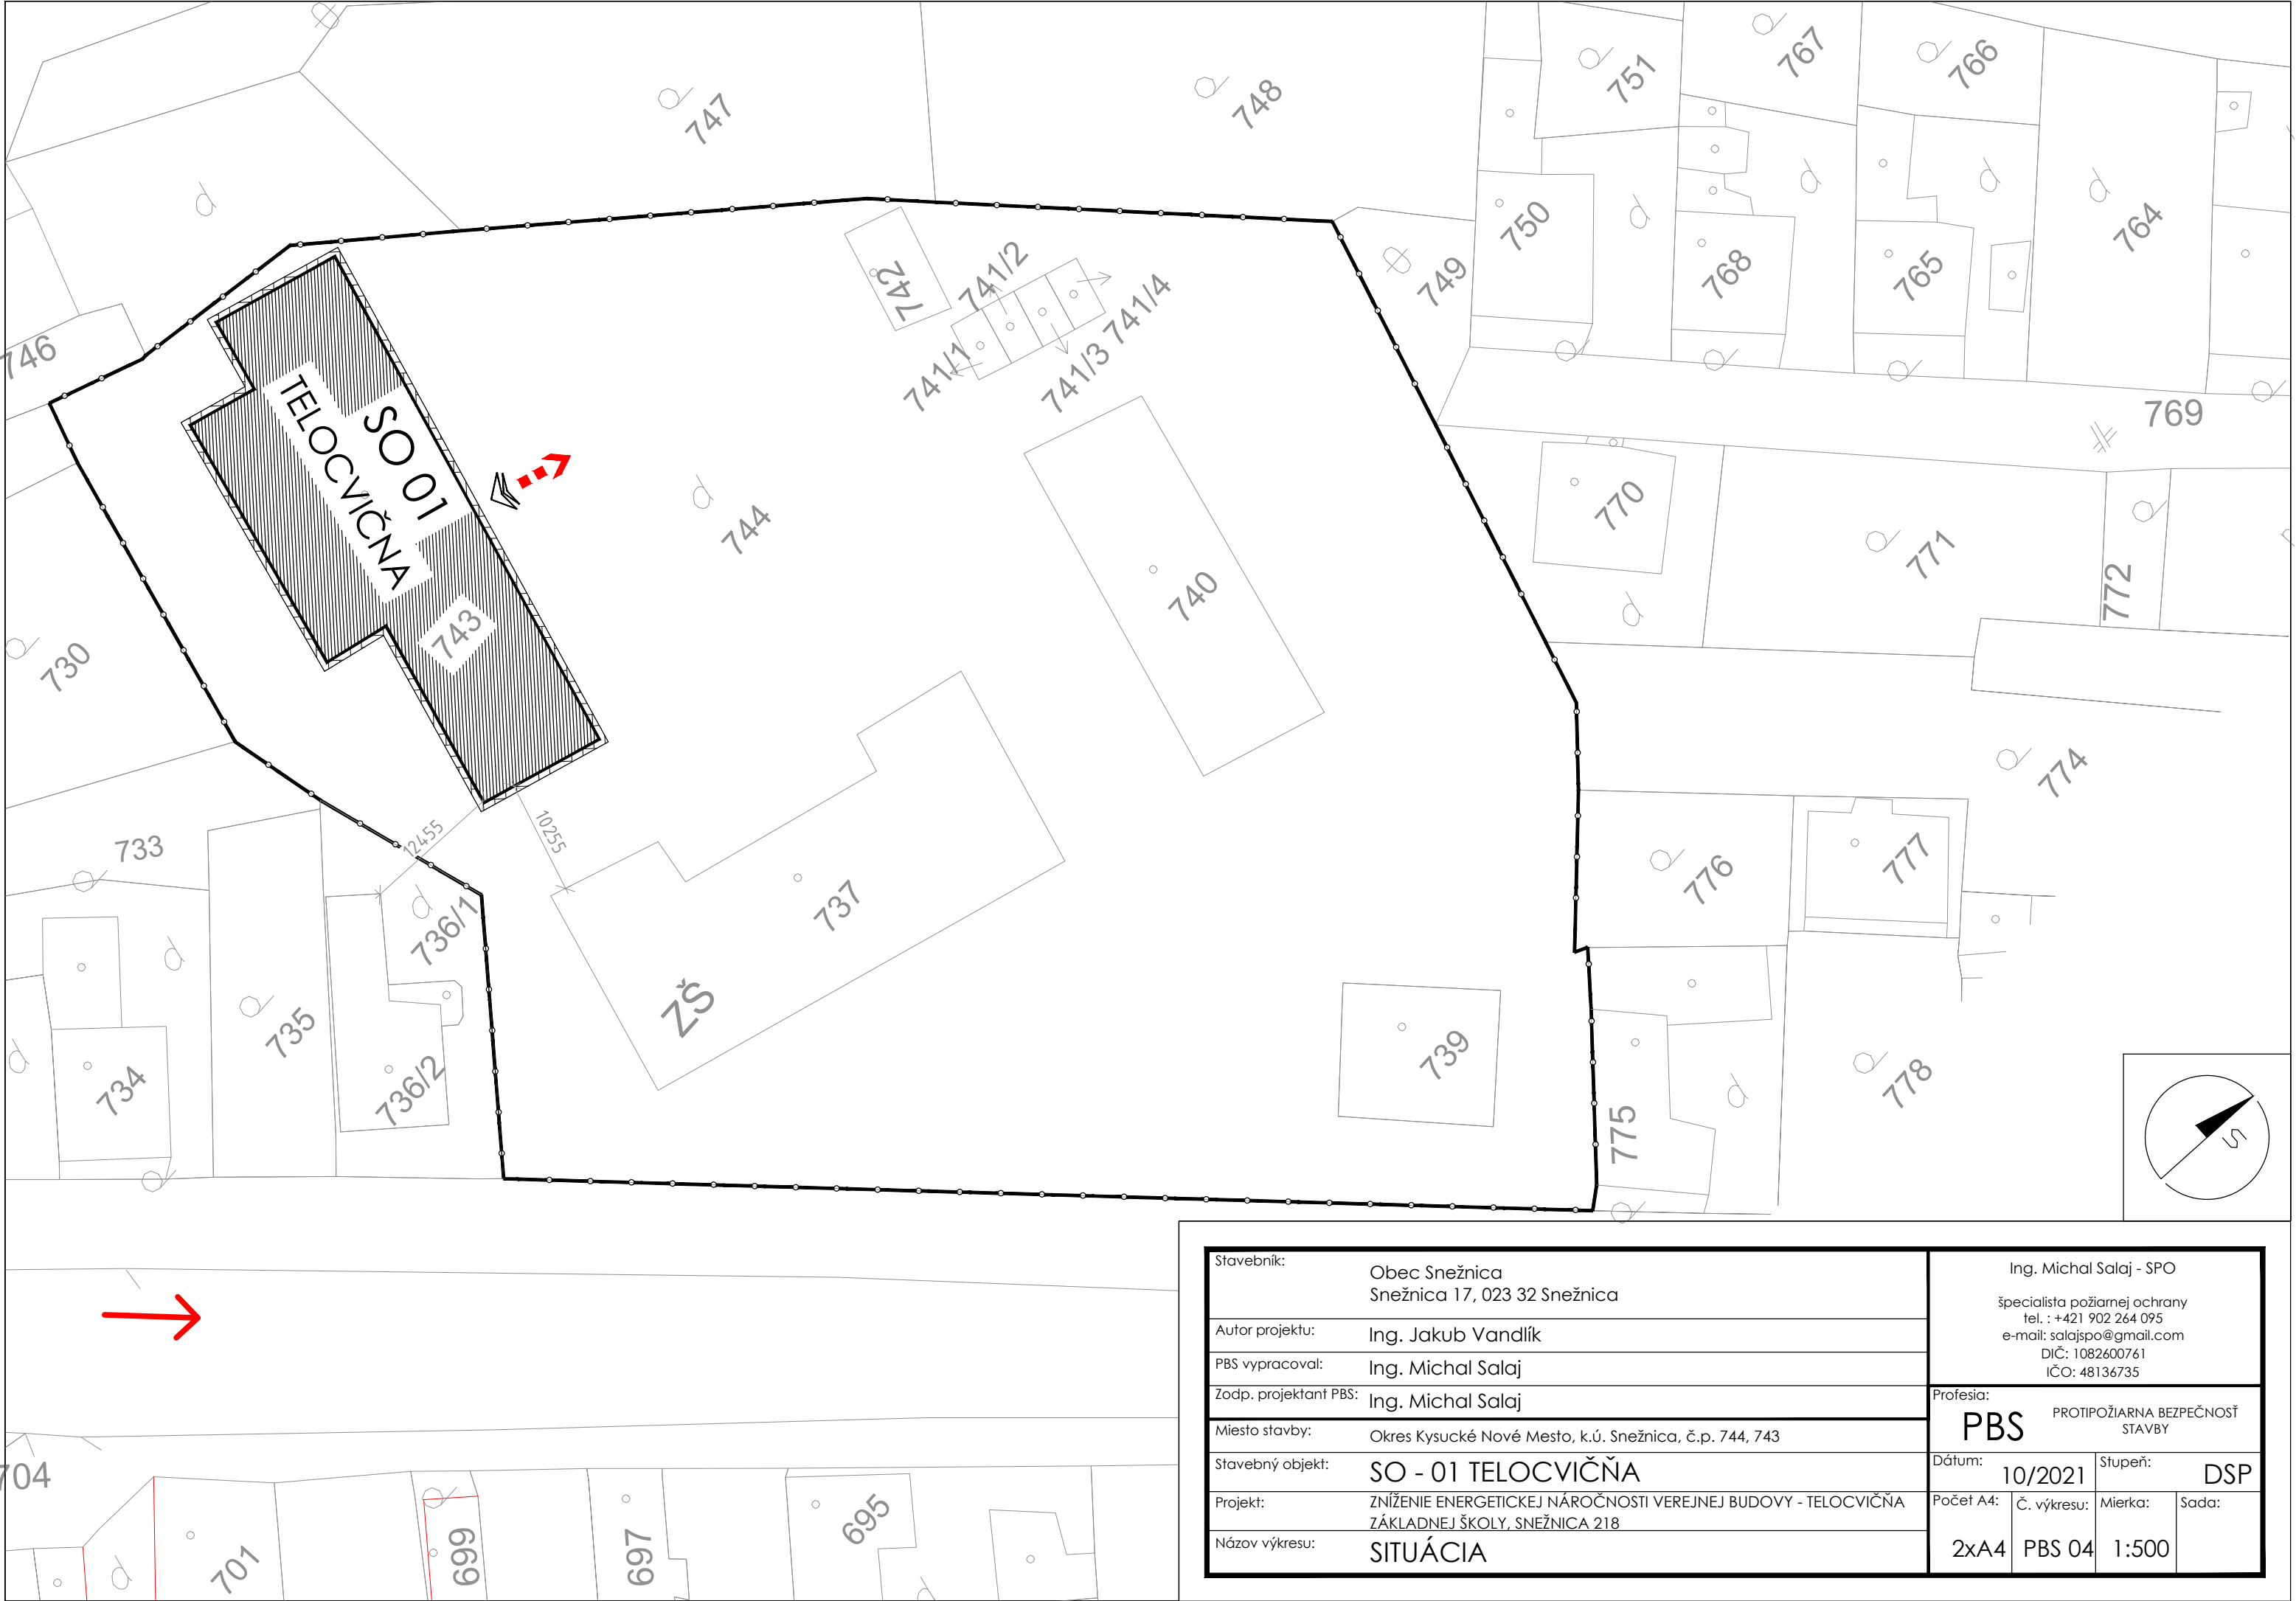 747
748
751
767
766
750
749
768
765
764
746
742
741/2
741/1
741/3
741/4
769
SO 01
TELOCVIČNA
743
744
740
770
771
772
730
774
733
12455
10255
736/1
737
ZŠ
776
777
734
735
736/2
739
775
778
S
704
701
699
697
695
Stavebník:
Obec Snežnica
Snežnica 17, 023 32 Snežnica
Autor projektu: Ing. Jakub Vandlík
PBS vypracoval: Ing. Michal Salaj
Zodp. projektant PBS: Ing. Michal Salaj
Miesto stavby: Okres Kysucké Nové Mesto, k.ú. Snežnica, č.p. 744, 743
Stavebný objekt: SO - 01 TELOCVIČŇA
Projekt: ZNÍŽENIE ENERGETICKEJ NÁROČNOSTI VEREJNEJ BUDOVY - TELOCVIČŇA
ZÁKLADNEJ ŠKOLY, SNEŽNICA 218
Názov výkresu: SITUÁCIA
Ing. Michal Salaj - SPO
špecialista požiarnej ochrany
tel. : +421 902 264 095
e-mail: salajspo@gmail.com
DIČ: 1082600761
IČO: 48136735
Profesia:
PBS PROTIPOŽIARNA BEZPEČNOSŤ
STAVBY
Dátum: 10/2021 Stupeň: DSP
Počet A4: Č. výkresu: Mierka: Sada:
2xA4 PBS 04 1:500